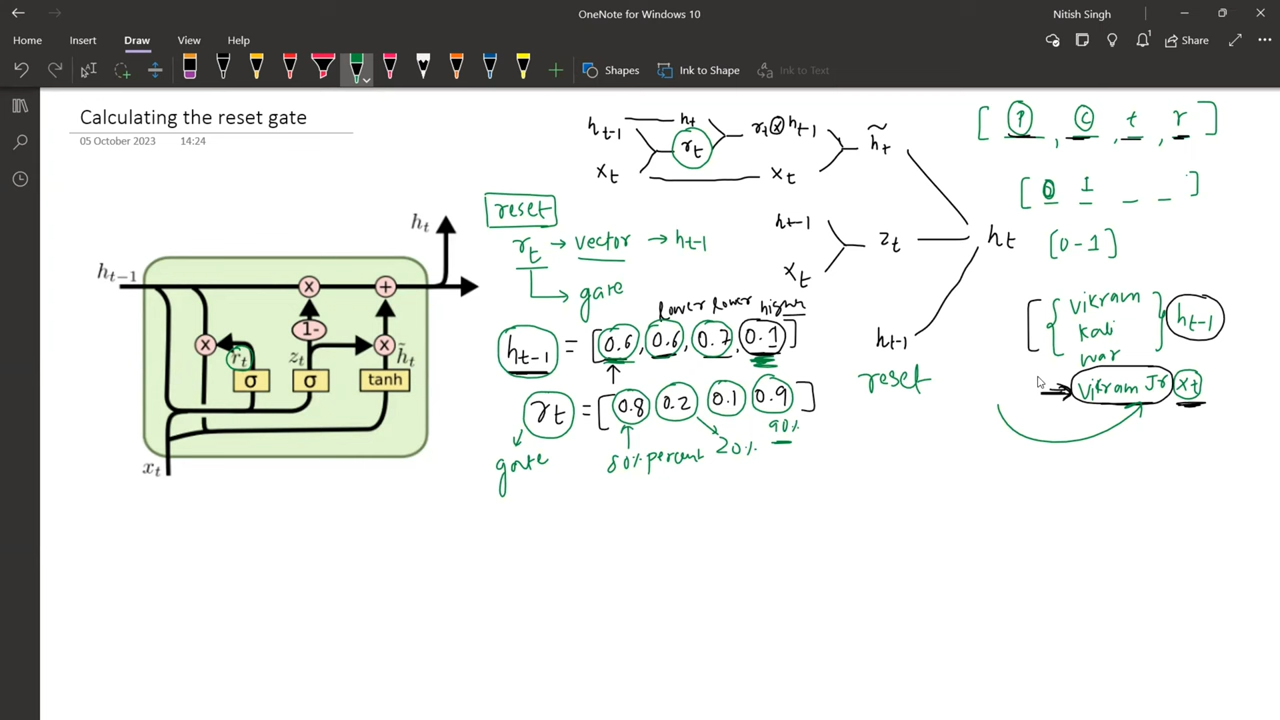 OneNote for Windows 10
Nitish Singh
Home Insert Draw View Help
Share
Shapes
Ink to Shape
Ink to Text
Calculating the reset gate
05 October 2023 14:24
ht-1 ht rt⊗ht-1
rt
xt xt
h̃t
ht-1
zt
xt
ht
ht-1
reset
reset
rt → vector → ht-1
gate
lower lower higher
ht-1 = [0.6, 0.6, 0.7, 0.1]
rt = [0.8 0.2 0.1 0.9]
gate
80% percent
20%
90%
[P, C, t, r]
[0 1 _ _]
[0-1]
[{vikram
kali
war} ht-1
vikram Jr xt
ht
ht-1
x
+
1-
x
rt
zt
x
h̃t
σ
σ
tanh
xt